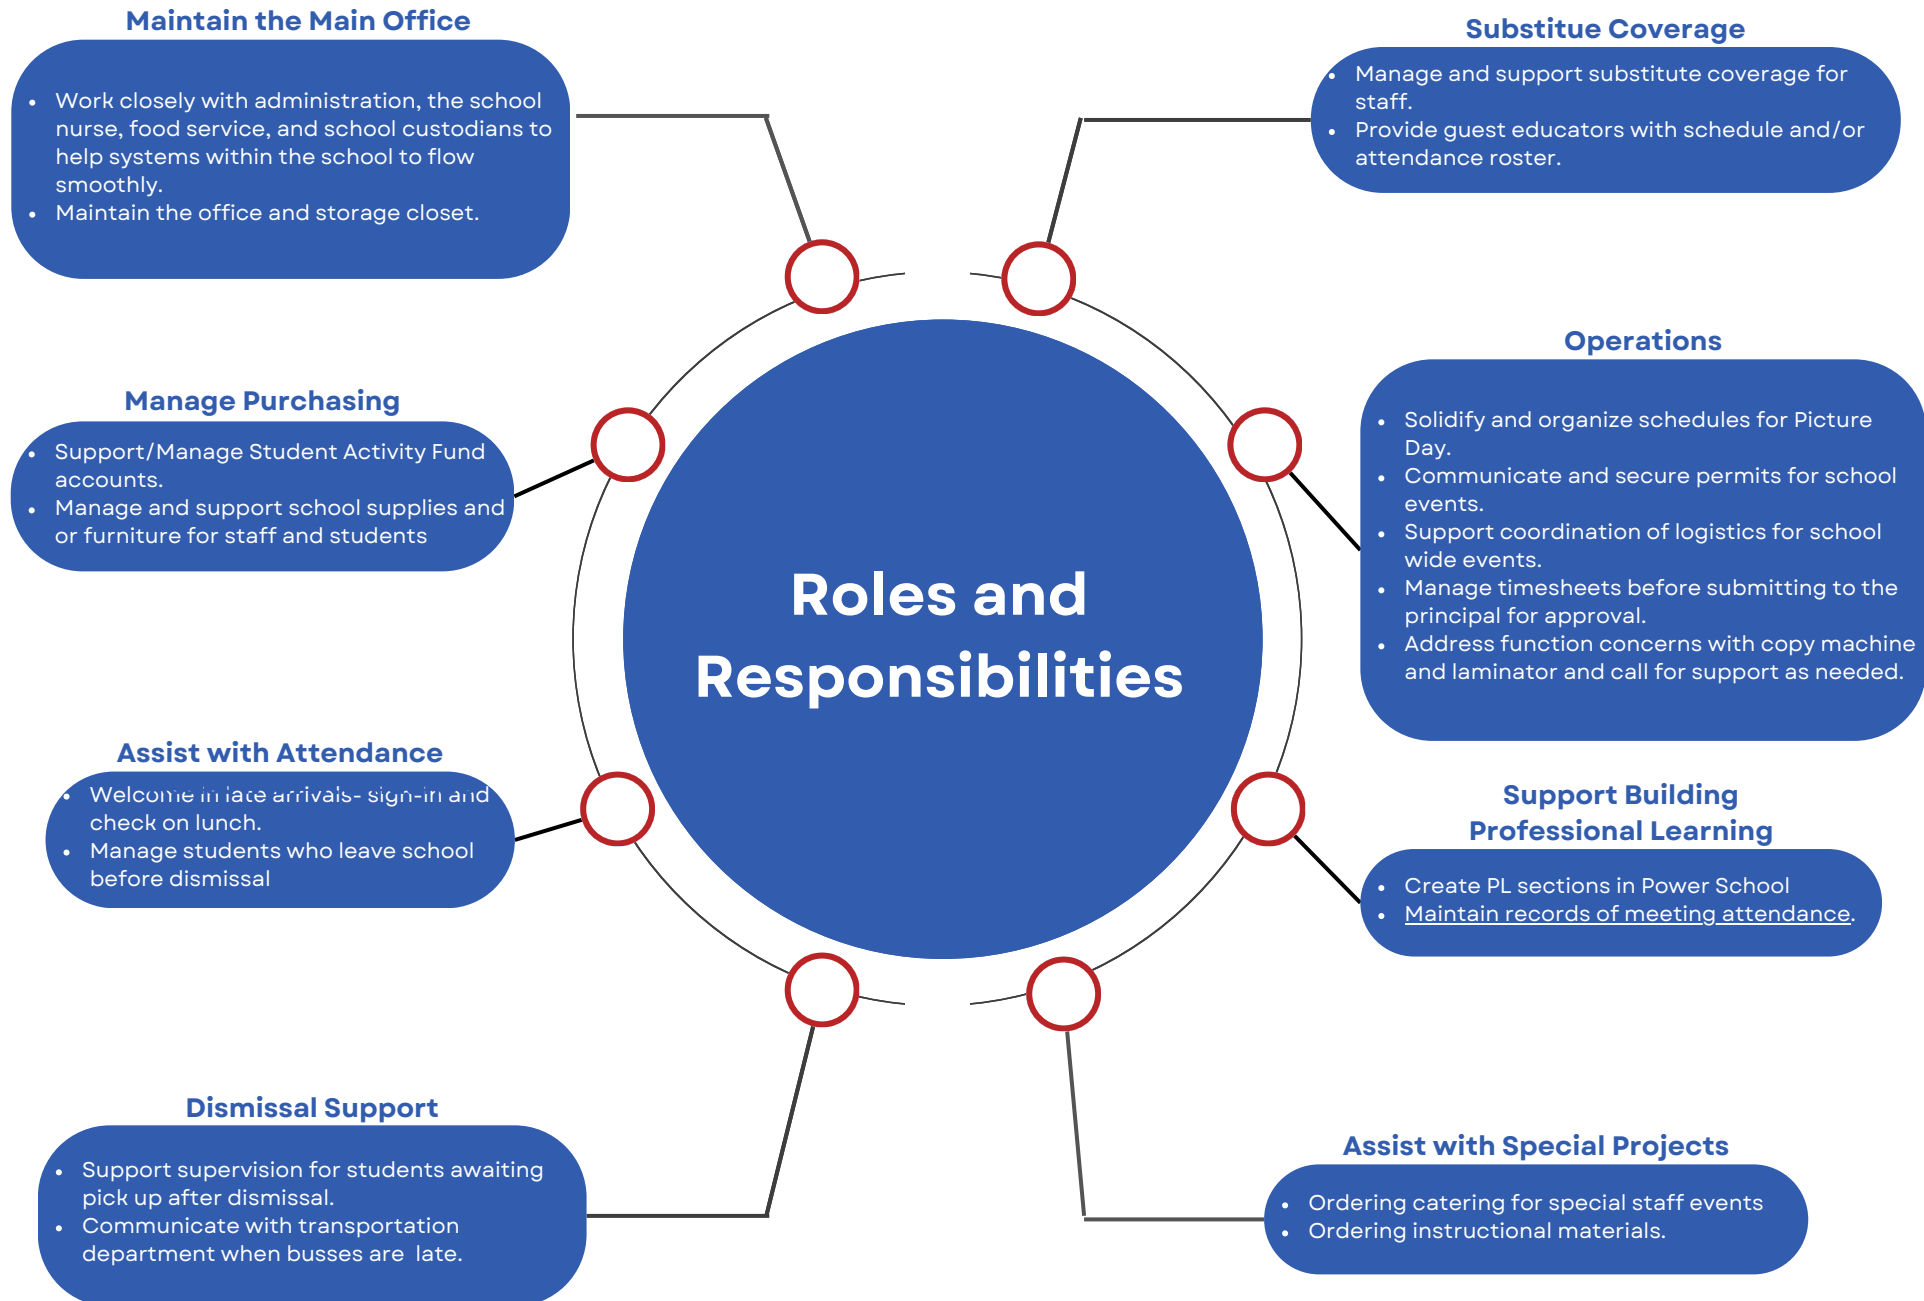 Maintain the Main Office
• Work closely with administration, the school
nurse, food service, and school custodians to
help systems within the school to flow
smoothly.
• Maintain the office and storage closet.
Manage Purchasing
• Support/Manage Student Activity Fund
accounts.
• Manage and support school supplies and
or furniture for staff and students
Assist with Attendance
• Welcome in late arrivals- sign-in and
check on lunch.
• Manage students who leave school
before dismissal
Dismissal Support
• Support supervision for students awaiting
pick up after dismissal.
• Communicate with transportation
department when busses are late.
Roles and
Responsibilities
Substitue Coverage
• Manage and support substitute coverage for
staff.
• Provide guest educators with schedule and/or
attendance roster.
Operations
• Solidify and organize schedules for Picture
Day.
• Communicate and secure permits for school
events.
• Support coordination of logistics for school
wide events.
• Manage timesheets before submitting to the
principal for approval.
• Address function concerns with copy machine
and laminator and call for support as needed.
Support Building
Professional Learning
• Create PL sections in Power School
• Maintain records of meeting attendance.
Assist with Special Projects
• Ordering catering for special staff events
• Ordering instructional materials.